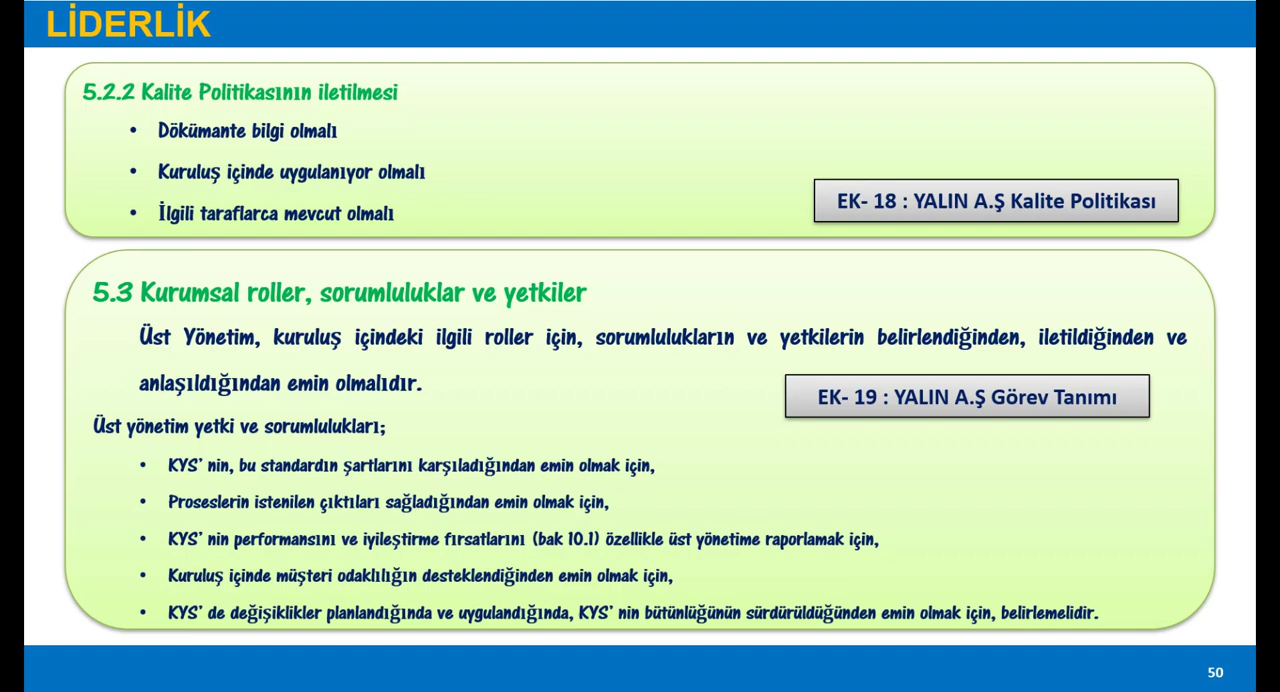 LİDERLİK
5.2.2 Kalite Politikasının iletilmesi
• Dökümante bilgi olmalı
• Kuruluş içinde uygulanıyor olmalı
• İlgili taraflarca mevcut olmalı
EK- 18 : YALIN A.Ş Kalite Politikası
5.3 Kurumsal roller, sorumluluklar ve yetkiler
Üst Yönetim, kuruluş içindeki ilgili roller için, sorumlulukların ve yetkilerin belirlendiğinden, iletildiğinden ve
anlaşıldığından emin olmalıdır.
EK- 19 : YALIN A.Ş Görev Tanımı
Üst yönetim yetki ve sorumlulukları;
• KYS’ nin, bu standardın şartlarını karşıladığından emin olmak için,
• Proseslerin istenilen çıktıları sağladığından emin olmak için,
• KYS’ nin performansını ve iyileştirme fırsatlarını (bak 10.1) özellikle üst yönetime raporlamak için,
• Kuruluş içinde müşteri odaklılığın desteklendiğinden emin olmak için,
• KYS’ de değişiklikler planlandığında ve uygulandığında, KYS’ nin bütünlüğünün sürdürüldüğünden emin olmak için, belirlemelidir.
50